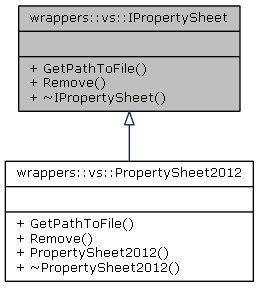 wrappers::vs::IPropertySheet
+ GetPathToFile()
+ Remove()
+ ~IPropertySheet()
wrappers::vs::PropertySheet2012
+ GetPathToFile()
+ Remove()
+ PropertySheet2012()
+ ~PropertySheet2012()